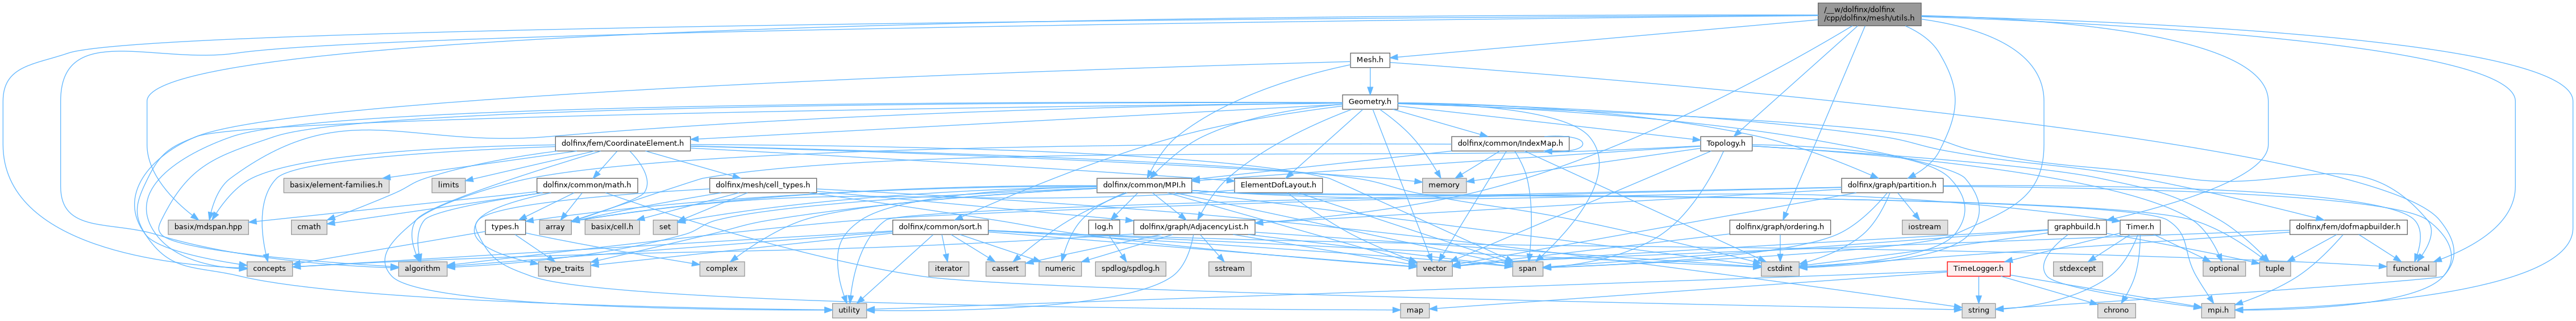 /__w/dolfinx/dolfinx
/cpp/dolfinx/mesh/utils.h
Mesh.h
Geometry.h
dolfinx/fem/CoordinateElement.h
dolfinx/common/IndexMap.h
Topology.h
basix/element-families.h
limits
dolfinx/common/math.h
dolfinx/mesh/cell_types.h
dolfinx/common/MPI.h
ElementDofLayout.h
memory
dolfinx/graph/partition.h
basix/mdspan.hpp
cmath
types.h
array
basix/cell.h
set
dolfinx/common/sort.h
log.h
dolfinx/graph/AdjacencyList.h
dolfinx/graph/ordering.h
iostream
graphbuild.h
Timer.h
dolfinx/fem/dofmapbuilder.h
concepts
algorithm
type_traits
complex
iterator
cassert
numeric
spdlog/spdlog.h
sstream
vector
span
cstdint
TimeLogger.h
stdexcept
optional
tuple
functional
utility
map
string
chrono
mpi.h